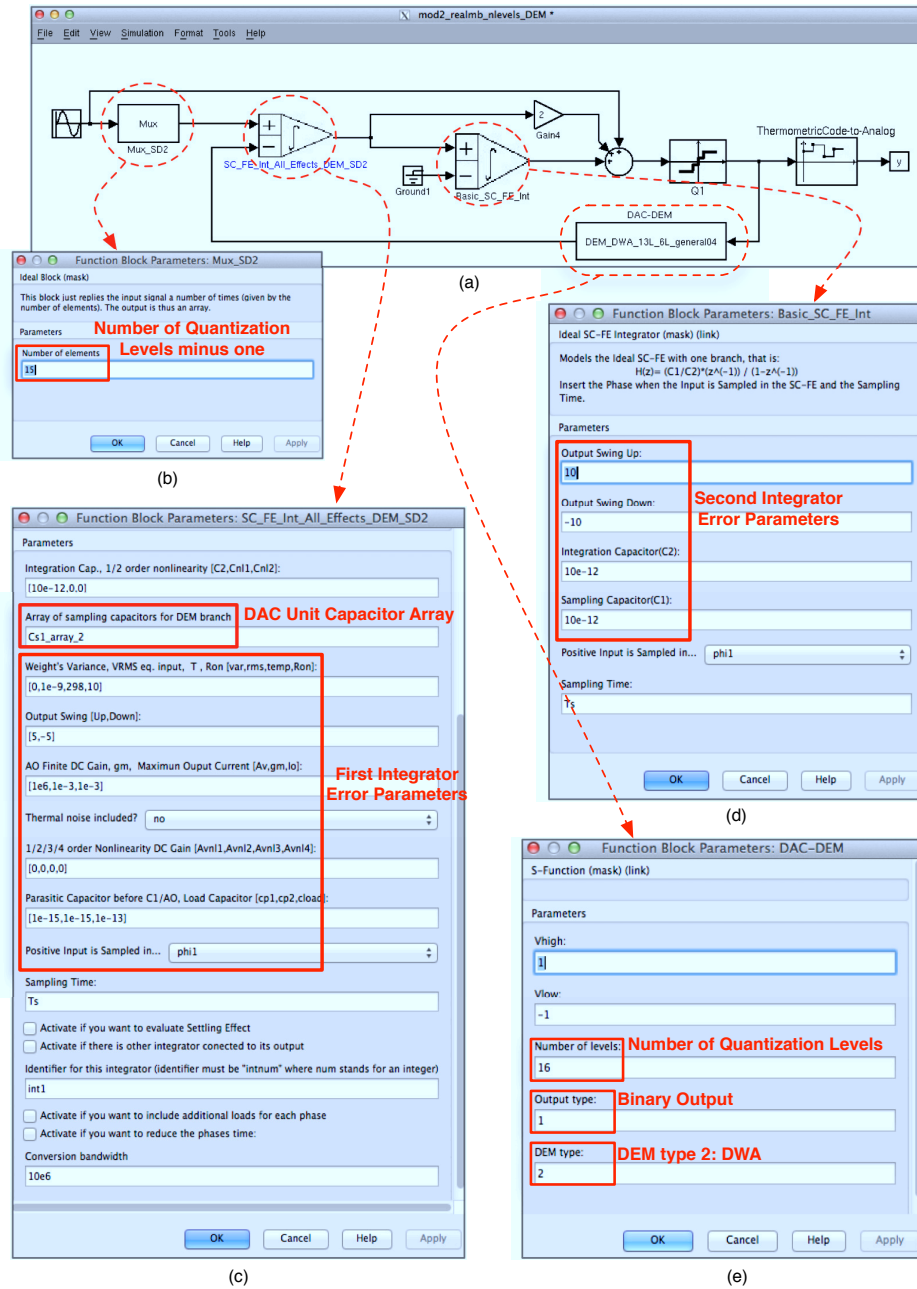 mod2_realmb_nlevels_DEM *
File Edit View Simulation Format Tools Help
Mux
Mux_SD2
SC_FE_Int_All_Effects_DEM_SD2
2
Gain4
Ground1
Basic_SC_FE_Int
Q1
ThermometricCode-to-Analog
y
DAC-DEM
DEM_DWA_13L_6L_general04
(a)
Function Block Parameters: Mux_SD2
Ideal Block (mask)
This block just replies the input signal a number of times (given by the
number of elements). The output is thus an array.
Parameters
Number of Quantization
Levels minus one
Number of elements
15
OK Cancel Help Apply
(b)
Function Block Parameters: SC_FE_Int_All_Effects_DEM_SD2
Parameters
Integration Cap., 1/2 order nonlinearity [C2,Cnl1,Cnl2]:
[10e-12,0,0]
Array of sampling capacitors for DEM branch
DAC Unit Capacitor Array
Cs1_array_2
Weight's Variance, VRMS eq. input, T , Ron [var,rms,temp,Ron]:
[0,1e-9,298,10]
Output Swing [Up,Down]:
[5,-5]
AO Finite DC Gain, gm, Maximun Ouput Current [Av,gm,Io]:
[1e6,1e-3,1e-3]
First Integrator
Error Parameters
Thermal noise included? no
1/2/3/4 order Nonlinearity DC Gain [Avnl1,Avnl2,Avnl3,Avnl4]:
[0,0,0,0]
Parasitic Capacitor before C1/AO, Load Capacitor [cp1,cp2,cload]:
[1e-15,1e-15,1e-13]
Positive Input is Sampled in... phi1
Sampling Time:
Ts
Activate if you want to evaluate Settling Effect
Activate if there is other integrator conected to its output
Identifier for this integrator (identifier must be "intnum" where num stands for an integer)
int1
Activate if you want to include additional loads for each phase
Activate if you want to reduce the phases time:
Conversion bandwidth
10e6
OK Cancel Help Apply
(c)
Function Block Parameters: Basic_SC_FE_Int
Ideal SC-FE Integrator (mask) (link)
Models the Ideal SC-FE with one branch, that is:
H(z)= (C1/C2)*(z^(-1)) / (1-z^(-1))
Insert the Phase when the Input is Sampled in the SC-FE and the Sampling
Time.
Parameters
Output Swing Up:
10
Output Swing Down:
-10
Second Integrator
Error Parameters
Integration Capacitor(C2):
10e-12
Sampling Capacitor(C1):
10e-12
Positive Input is Sampled in... phi1
Sampling Time:
Ts
OK Cancel Help Apply
(d)
Function Block Parameters: DAC-DEM
S-Function (mask) (link)
Parameters
Vhigh:
1
Vlow:
-1
Number of levels:
Number of Quantization Levels
16
Output type:
Binary Output
1
DEM type:
DEM type 2: DWA
2
OK Cancel Help Apply
(e)